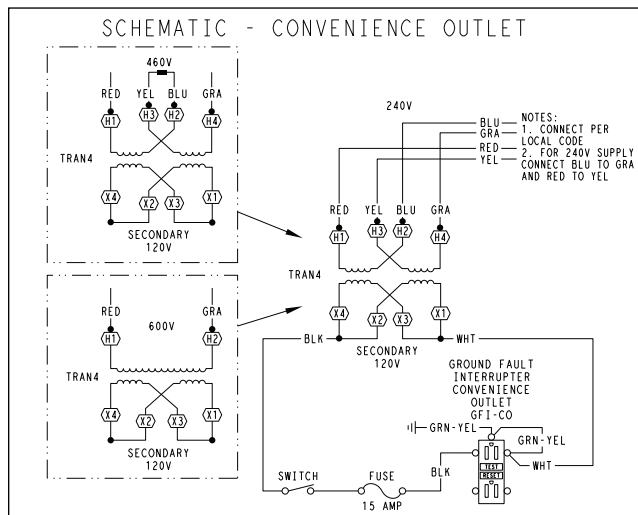 SCHEMATIC - CONVENIENCE OUTLET
460V
RED YEL BLU GRA
H1 H3 H2 H4
TRAN4
X4 X2 X3 X1
SECONDARY
120V
RED GRA
H1 600V H2
TRAN4
X4 X2 X3 X1
SECONDARY
120V
240V
BLU
GRA
RED
YEL
NOTES:
1. CONNECT PER
LOCAL CODE
2. FOR 240V SUPPLY
CONNECT BLU TO GRA
AND RED TO YEL
RED YEL BLU GRA
H1 H3 H2 H4
TRAN4
X4 X2 X3 X1
BLK WHT
SECONDARY
120V
GROUND FAULT
INTERRUPTER
CONVENIENCE
OUTLET
GFI-CO
GRN-YEL
GRN-YEL
WHT
BLK
TEST
RESET
SWITCH FUSE
15 AMP